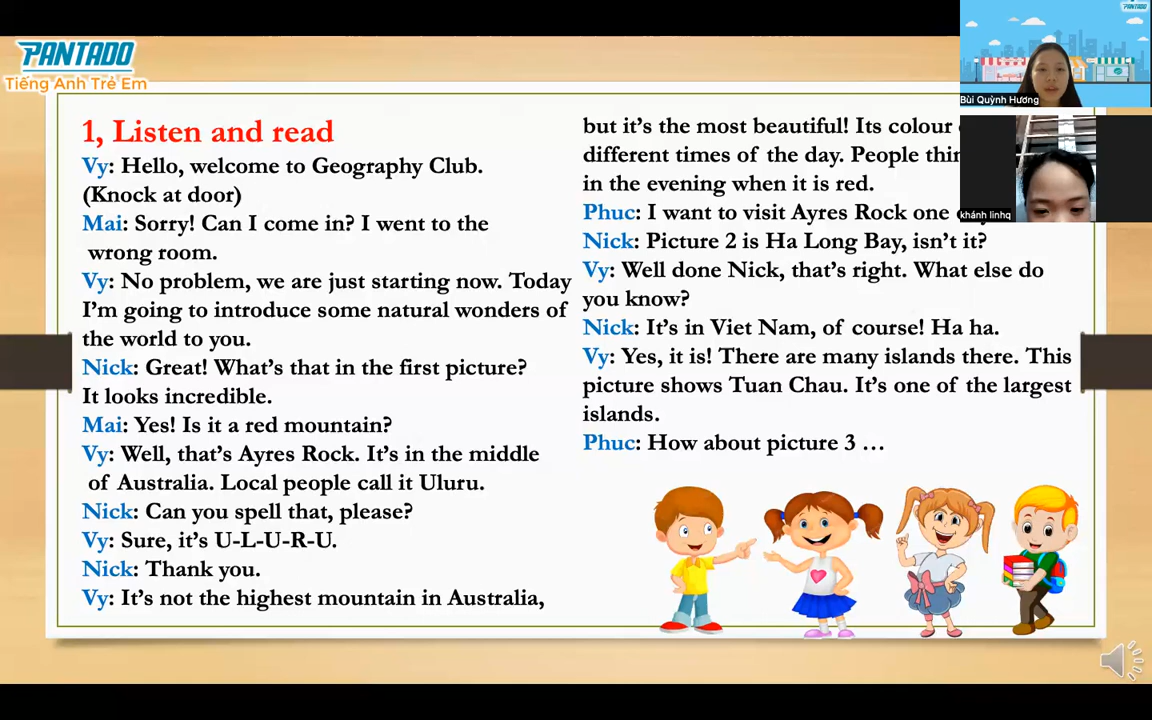 PANTADO
Tiếng Anh Trẻ Em
1, Listen and read
Vy: Hello, welcome to Geography Club.
(Knock at door)
Mai: Sorry! Can I come in? I went to the
wrong room.
Vy: No problem, we are just starting now. Today
I'm going to introduce some natural wonders of
the world to you.
Nick: Great! What's that in the first picture?
It looks incredible.
Mai: Yes! Is it a red mountain?
Vy: Well, that's Ayres Rock. It's in the middle
of Australia. Local people call it Uluru.
Nick: Can you spell that, please?
Vy: Sure, it's U-L-U-R-U.
Nick: Thank you.
Vy: It's not the highest mountain in Australia,
but it's the most beautiful! Its colour
different times of the day. People
in the evening when it is red.
Phuc: I want to visit Ayres Rock one
Nick: Picture 2 is Ha Long Bay, isn't it?
Vy: Well done Nick, that's right. What else do
you know?
Nick: It's in Viet Nam, of course! Ha ha.
Vy: Yes, it is! There are many islands there. This
picture shows Tuan Chau. It's one of the largest
islands.
Phuc: How about picture 3 …
PANTADO
Bùi Quỳnh Hương
khánh linhq